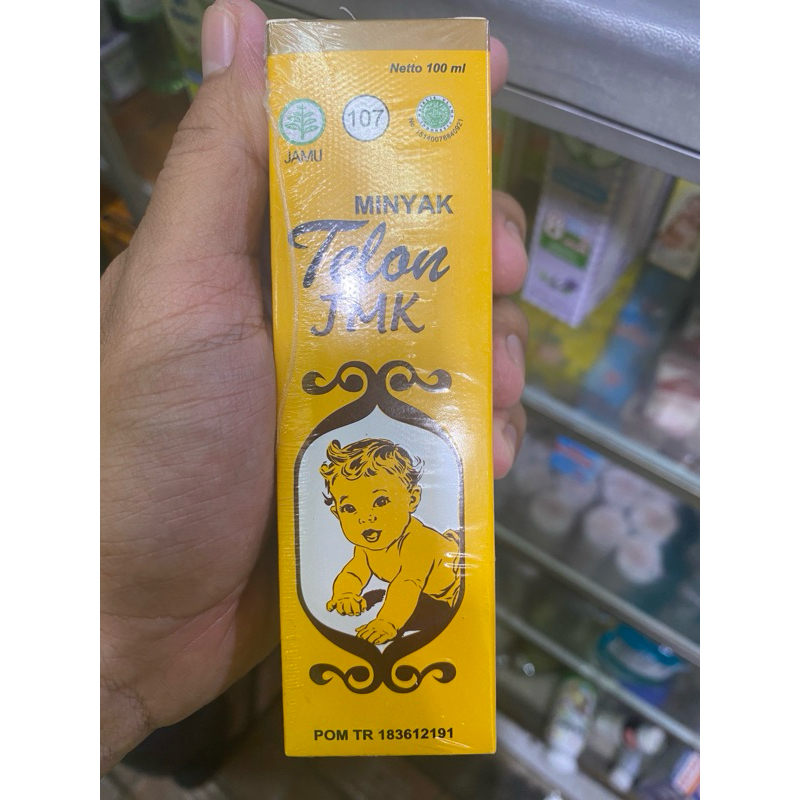 Netto 100 ml
107
JAMU
MINYAK
Telon
JMK
POM TR 183612191